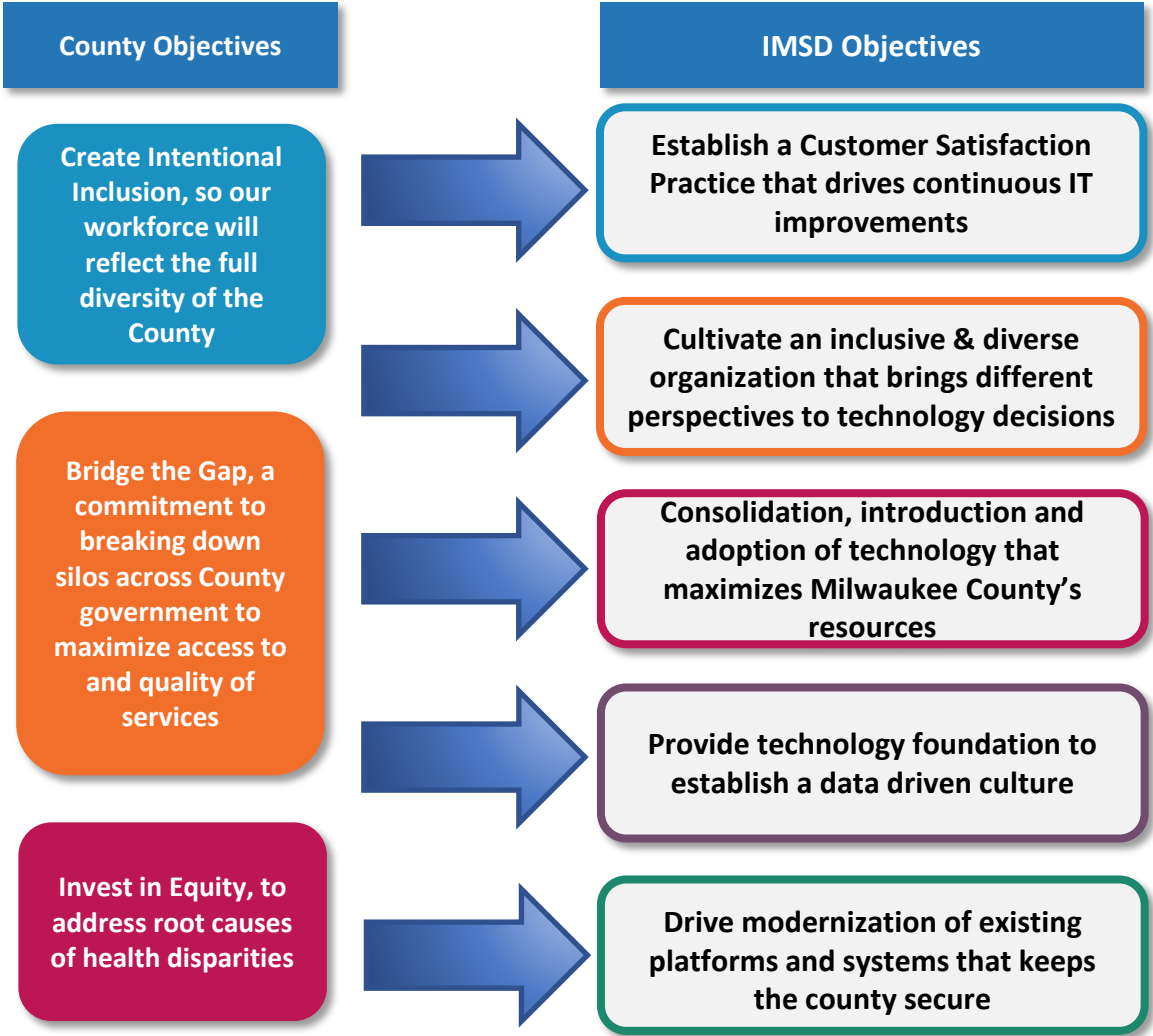 County Objectives
IMSD Objectives
Create Intentional
Inclusion, so our
workforce will
reflect the full
diversity of the
County
Bridge the Gap, a
commitment to
breaking down
silos across County
government to
maximize access to
and quality of
services
Invest in Equity, to
address root causes
of health disparities
Establish a Customer Satisfaction
Practice that drives continuous IT
improvements
Cultivate an inclusive & diverse
organization that brings different
perspectives to technology decisions
Consolidation, introduction and
adoption of technology that
maximizes Milwaukee County’s
resources
Provide technology foundation to
establish a data driven culture
Drive modernization of existing
platforms and systems that keeps
the county secure